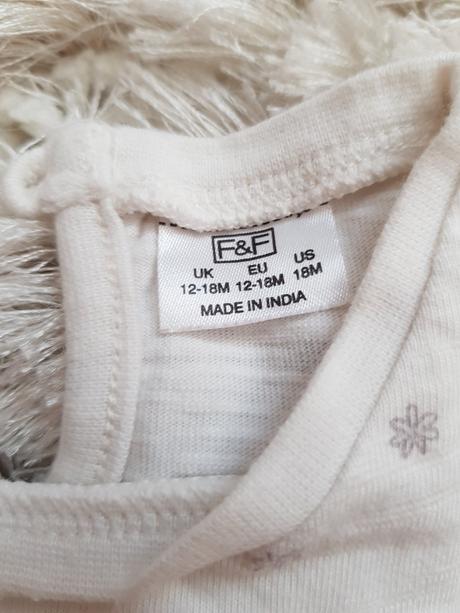 F&F
UK EU US
12-18M 12-18M 18M
MADE IN INDIA